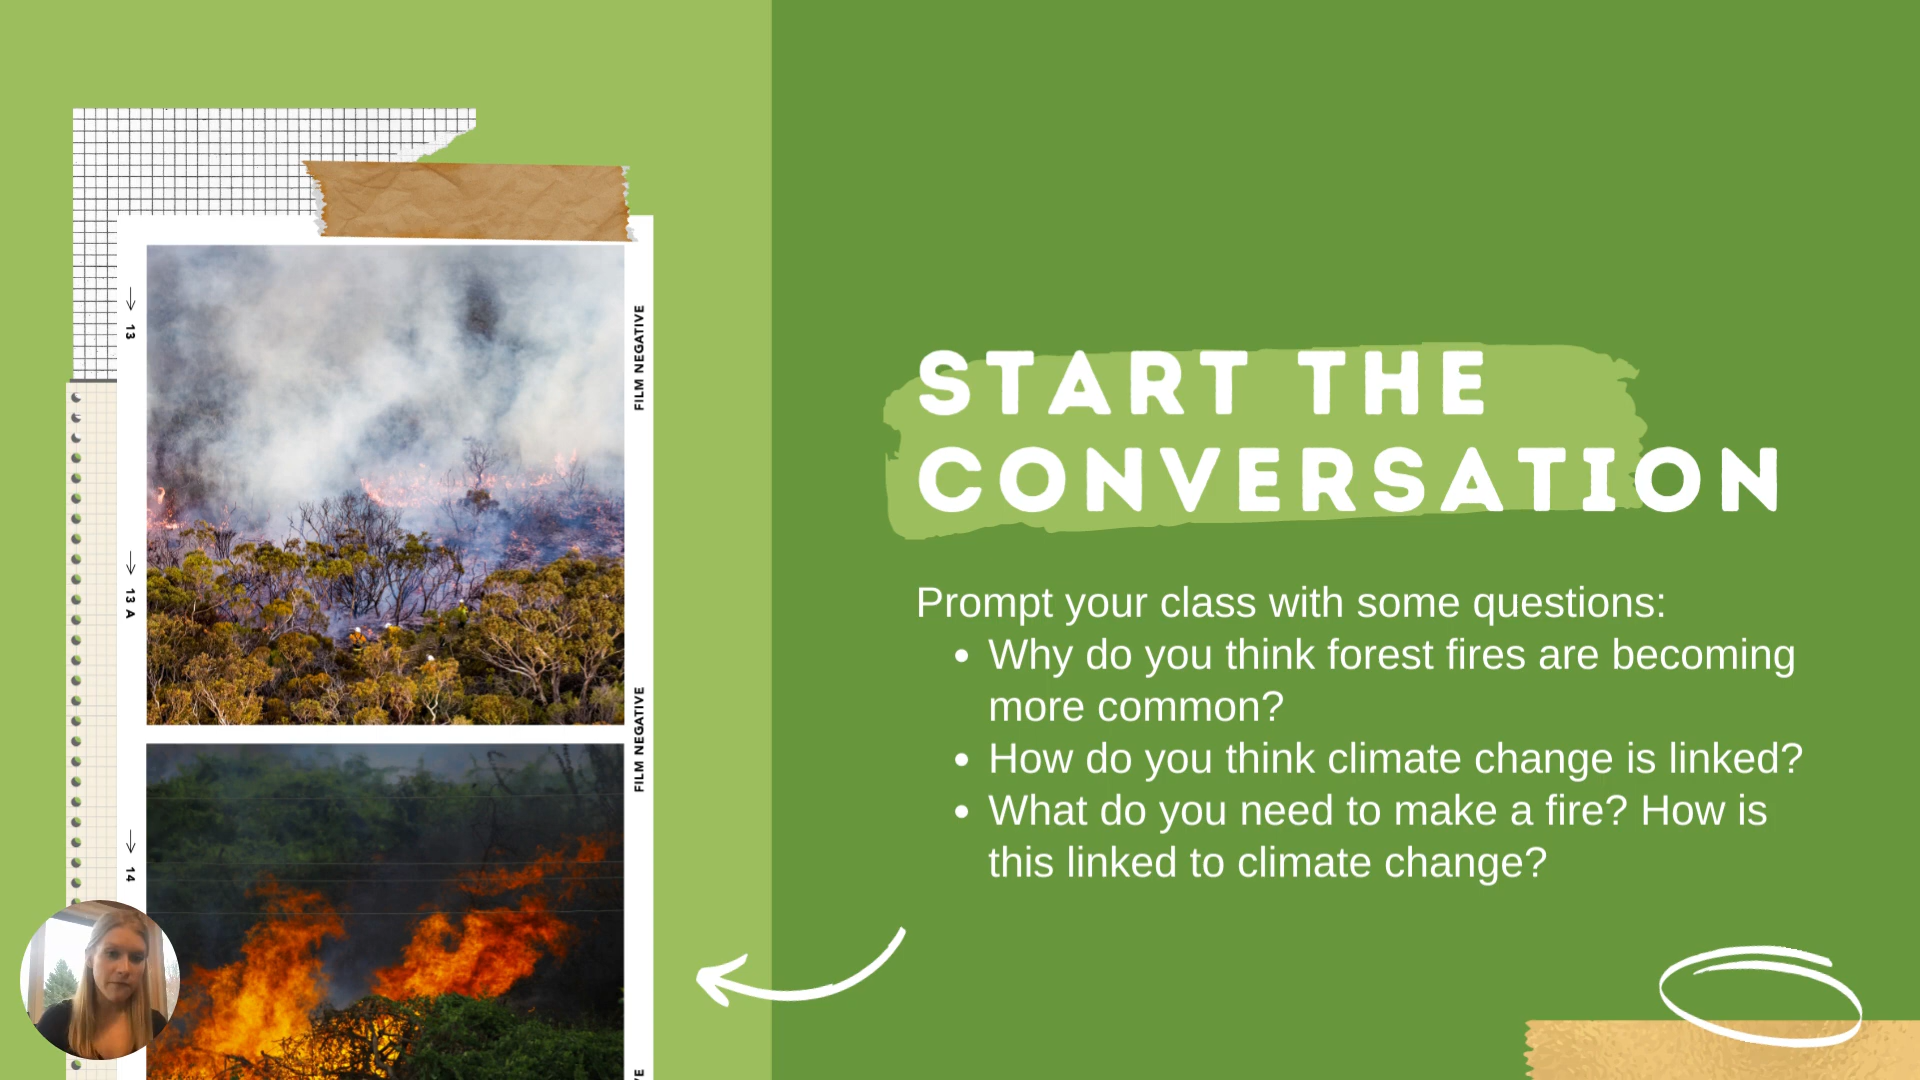 → 13
FILM NEGATIVE
→ 13 A
FILM NEGATIVE
→ 14
START THE
CONVERSATION
Prompt your class with some questions:
• Why do you think forest fires are becoming
more common?
• How do you think climate change is linked?
• What do you need to make a fire? How is
this linked to climate change?